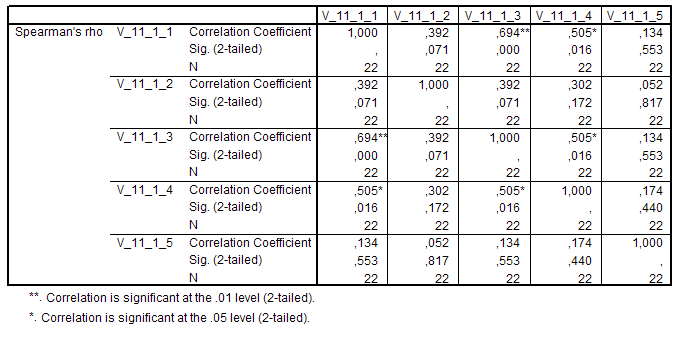 V_11_1_1 V_11_1_2 V_11_1_3 V_11_1_4 V_11_1_5
Spearman's rho V_11_1_1 Correlation Coefficient 1,000 ,392 ,694** ,505* ,134
Sig. (2-tailed) , ,071 ,000 ,016 ,553
N 22 22 22 22 22
V_11_1_2 Correlation Coefficient ,392 1,000 ,392 ,302 ,052
Sig. (2-tailed) ,071 , ,071 ,172 ,817
N 22 22 22 22 22
V_11_1_3 Correlation Coefficient ,694** ,392 1,000 ,505* ,134
Sig. (2-tailed) ,000 ,071 , ,016 ,553
N 22 22 22 22 22
V_11_1_4 Correlation Coefficient ,505* ,302 ,505* 1,000 ,174
Sig. (2-tailed) ,016 ,172 ,016 , ,440
N 22 22 22 22 22
V_11_1_5 Correlation Coefficient ,134 ,052 ,134 ,174 1,000
Sig. (2-tailed) ,553 ,817 ,553 ,440 ,
N 22 22 22 22 22
**. Correlation is significant at the .01 level (2-tailed).
*. Correlation is significant at the .05 level (2-tailed).